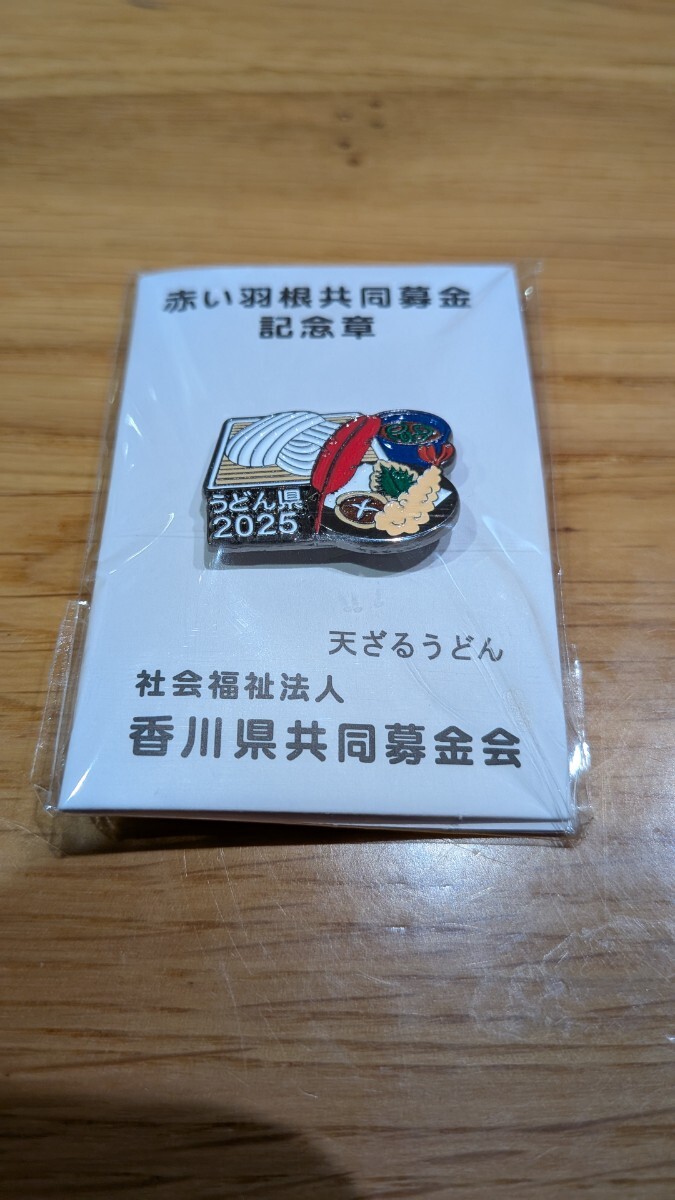 赤い羽根共同募金
記念章
うどん県
2025
天ざるうどん
社会福祉法人
香川県共同募金会